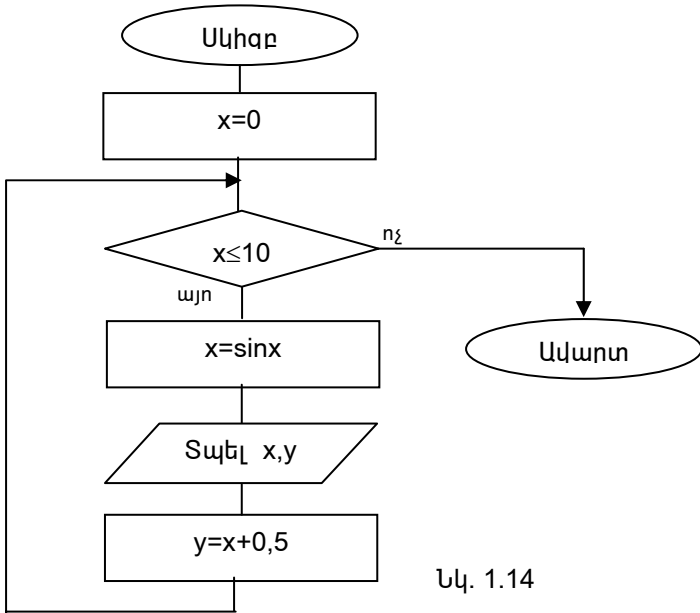 Սկիզբ
x=0
x≤10
ոչ
այո
x=sinx
Ավարտ
Տպել x,y
y=x+0,5
Նկ. 1.14